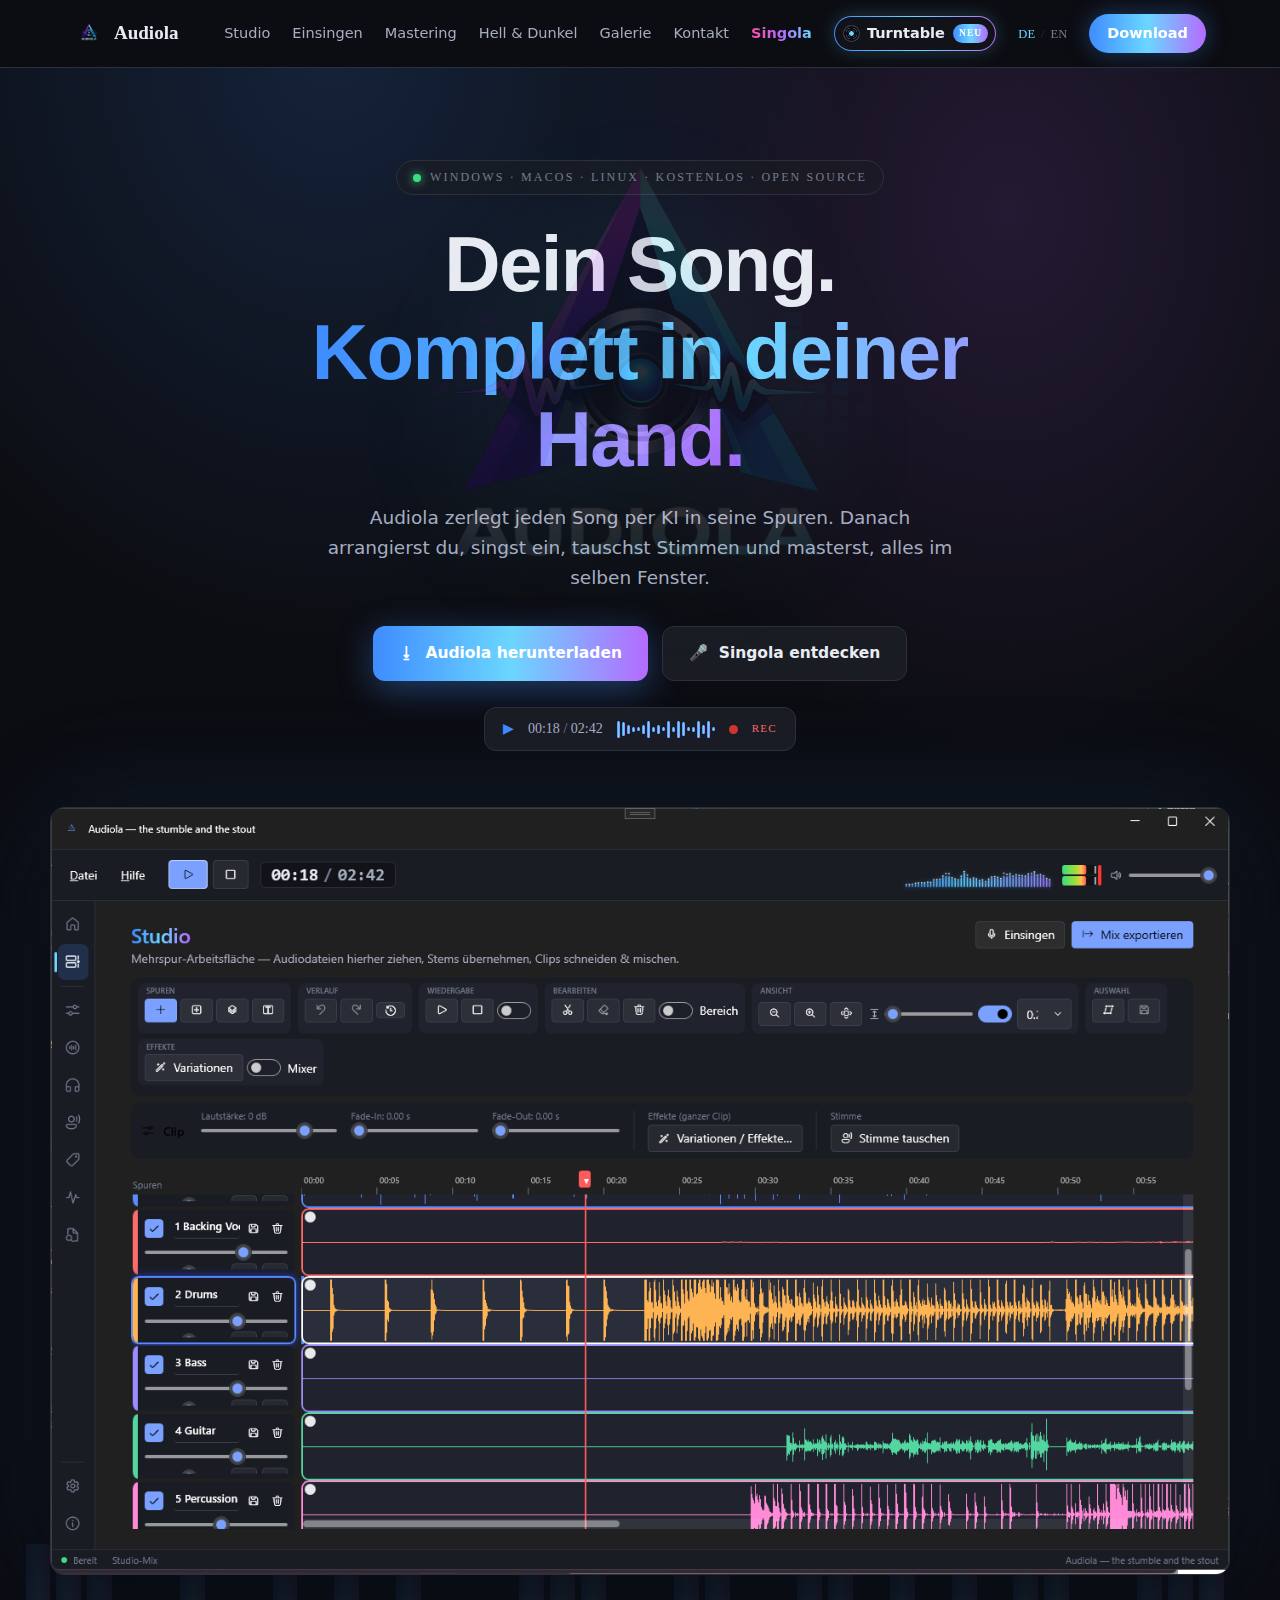 Audiola
Studio Einsingen Mastering Hell & Dunkel Galerie Kontakt Singola Turntable NEU DE / EN Download
WINDOWS · MACOS · LINUX · KOSTENLOS · OPEN SOURCE
Dein Song.
Komplett in deiner
Hand.
AUDIOLA
Audiola zerlegt jeden Song per KI in seine Spuren. Danach
arrangierst du, singst ein, tauschst Stimmen und masterst, alles im
selben Fenster.
Audiola herunterladen
Singola entdecken
00:18 / 02:42 REC
Audiola — the stumble and the stout
Datei Hilfe 00:18 / 02:42
Studio
Einsingen Mix exportieren
Mehrspur-Arbeitsfläche — Audiodateien hierher ziehen, Stems übernehmen, Clips schneiden & mischen.
SPUREN VERLAUF WIEDERGABE BEARBEITEN ANSICHT AUSWAHL
Bereich 0.
EFFEKTE
Variationen Mixer
Clip
Lautstärke: 0 dB Fade-In: 0.00 s Fade-Out: 0.00 s Effekte (ganzer Clip) Stimme
Variationen / Effekte... Stimme tauschen
Spuren
00:00 00:05 00:10 00:15 00:20 00:25 00:30 00:35 00:40 00:45 00:50 00:55
1 Backing Vo
2 Drums
3 Bass
4 Guitar
5 Percussion
Bereit Studio-Mix Audiola — the stumble and the stout